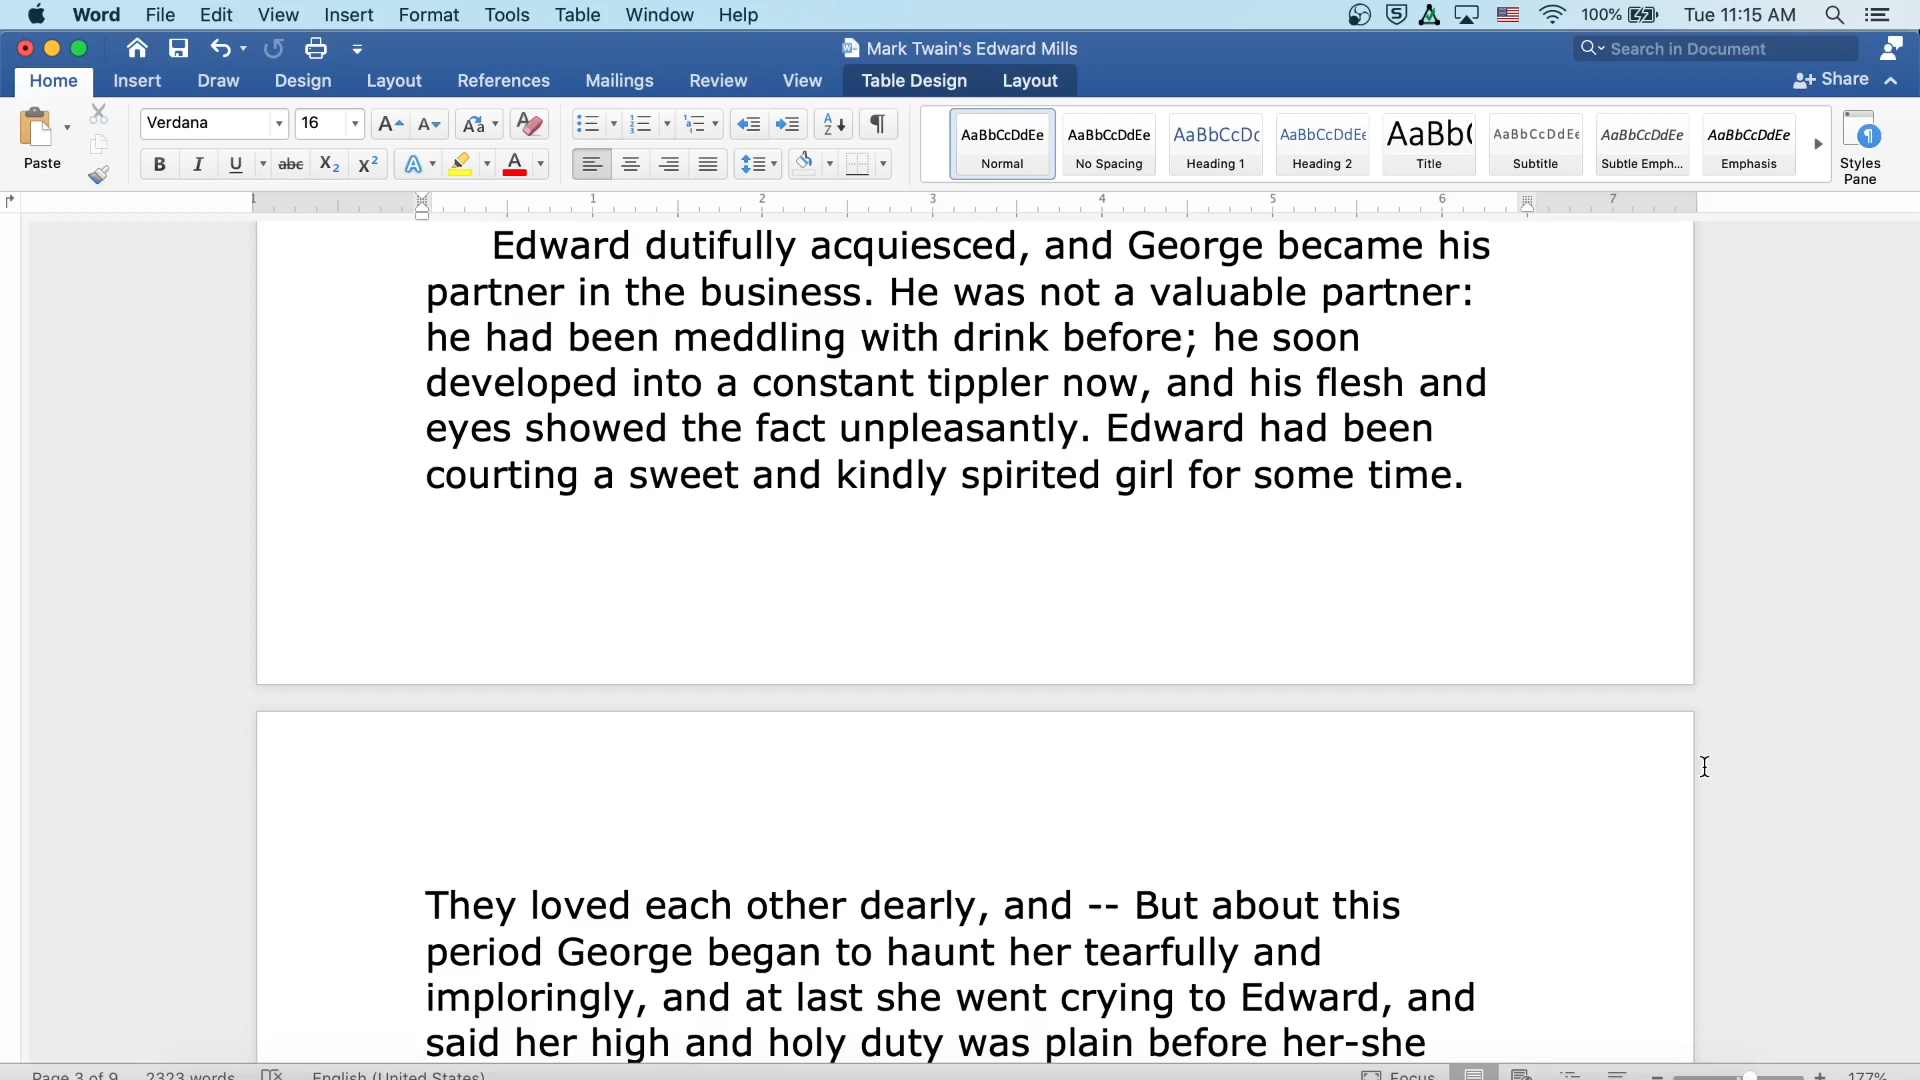 Word File Edit View Insert Format Tools Table Window Help 100% Tue 11:15 AM
Mark Twain's Edward Mills Search in Document
Home Insert Draw Design Layout References Mailings Review View Table Design Layout Share
Verdana 16
Paste
AaBbCcDdEe AaBbCcDdEe AaBbCcDc AaBbCcDdEe AaBb( AaBbCcDdEe AaBbCcDdEe AaBbCcDdEe
Normal No Spacing Heading 1 Heading 2 Title Subtitle Subtle Emph... Emphasis
Styles
Pane
1 1 2 3 4 5 6 7
Edward dutifully acquiesced, and George became his
partner in the business. He was not a valuable partner:
he had been meddling with drink before; he soon
developed into a constant tippler now, and his flesh and
eyes showed the fact unpleasantly. Edward had been
courting a sweet and kindly spirited girl for some time.
They loved each other dearly, and -- But about this
period George began to haunt her tearfully and
imploringly, and at last she went crying to Edward, and
said her high and holy duty was plain before her-she
Page 3 of 9 2323 words English (United States) Focus 177%